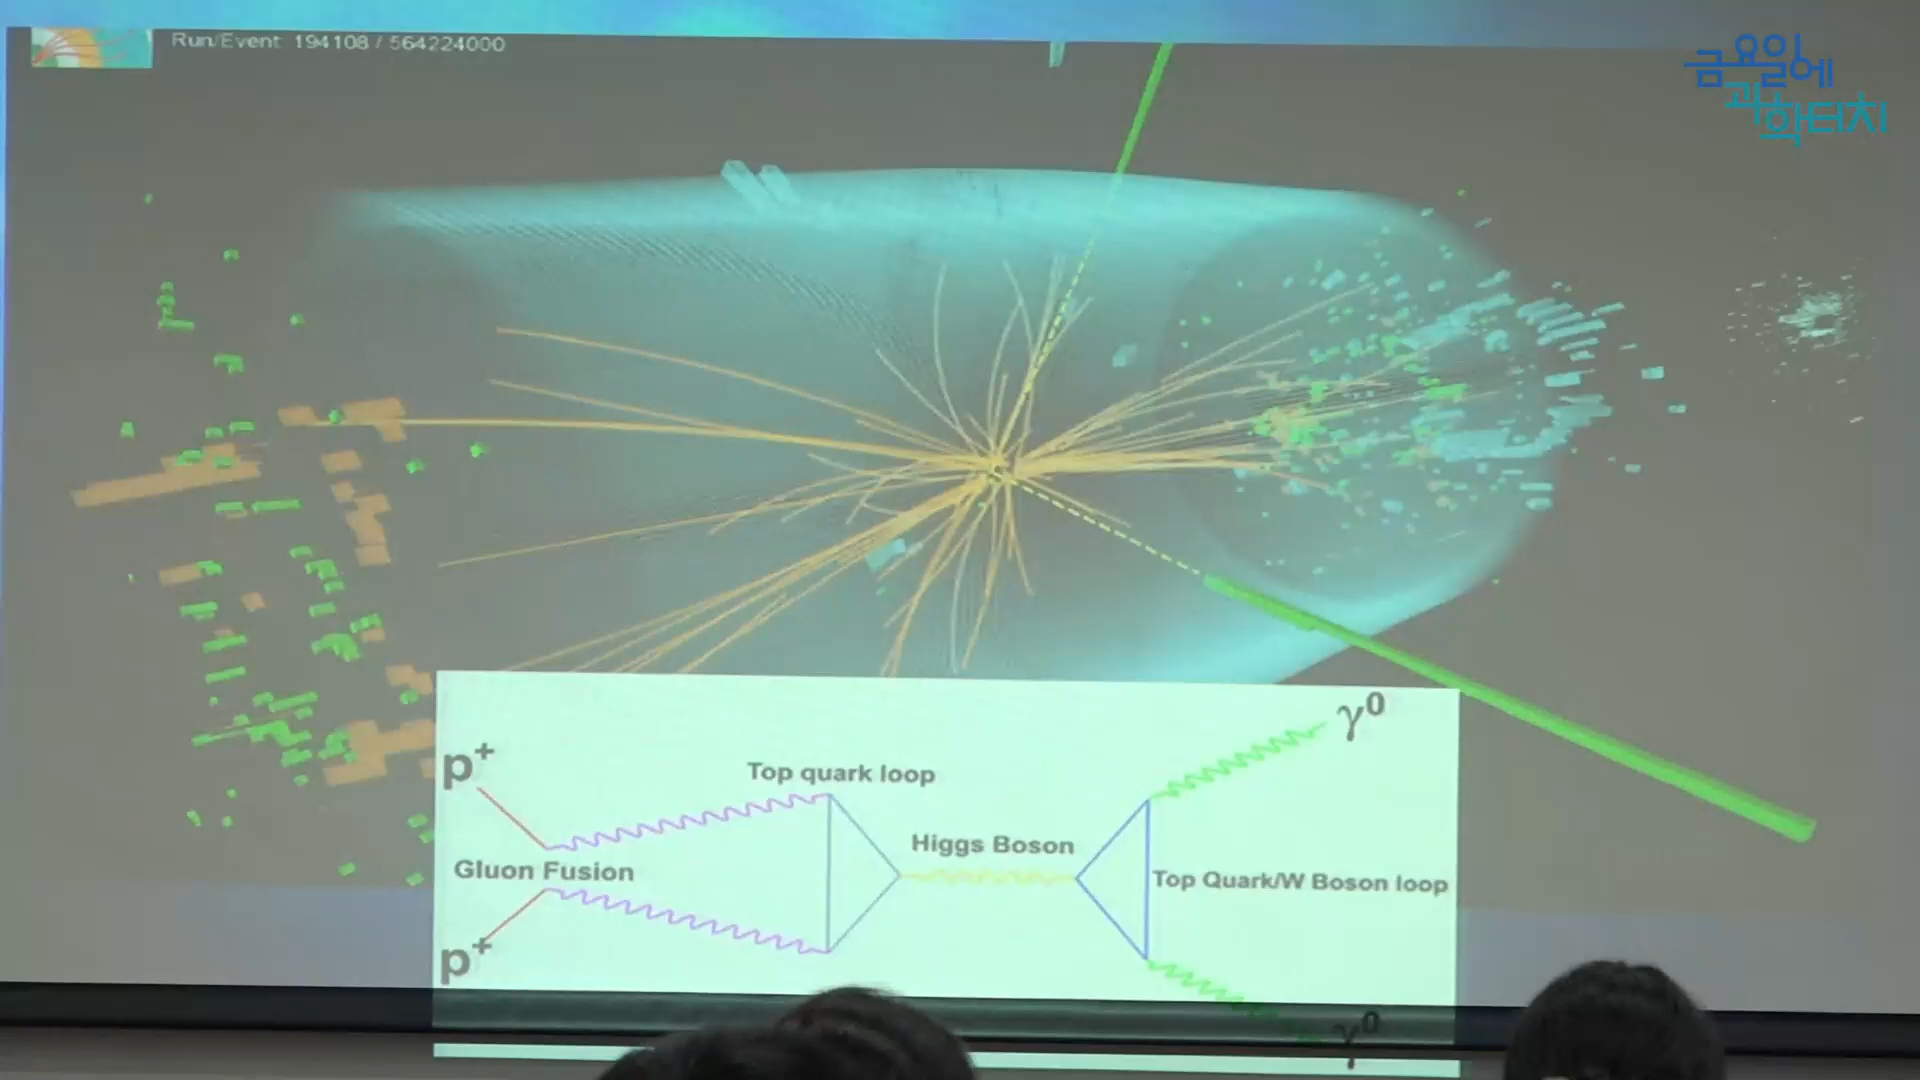 Run/Event: 194108 / 564224000
금요일에
과학터치
γ⁰
p⁺
Top quark loop
Higgs Boson
Gluon Fusion
Top Quark/W Boson loop
p⁺
γ⁰